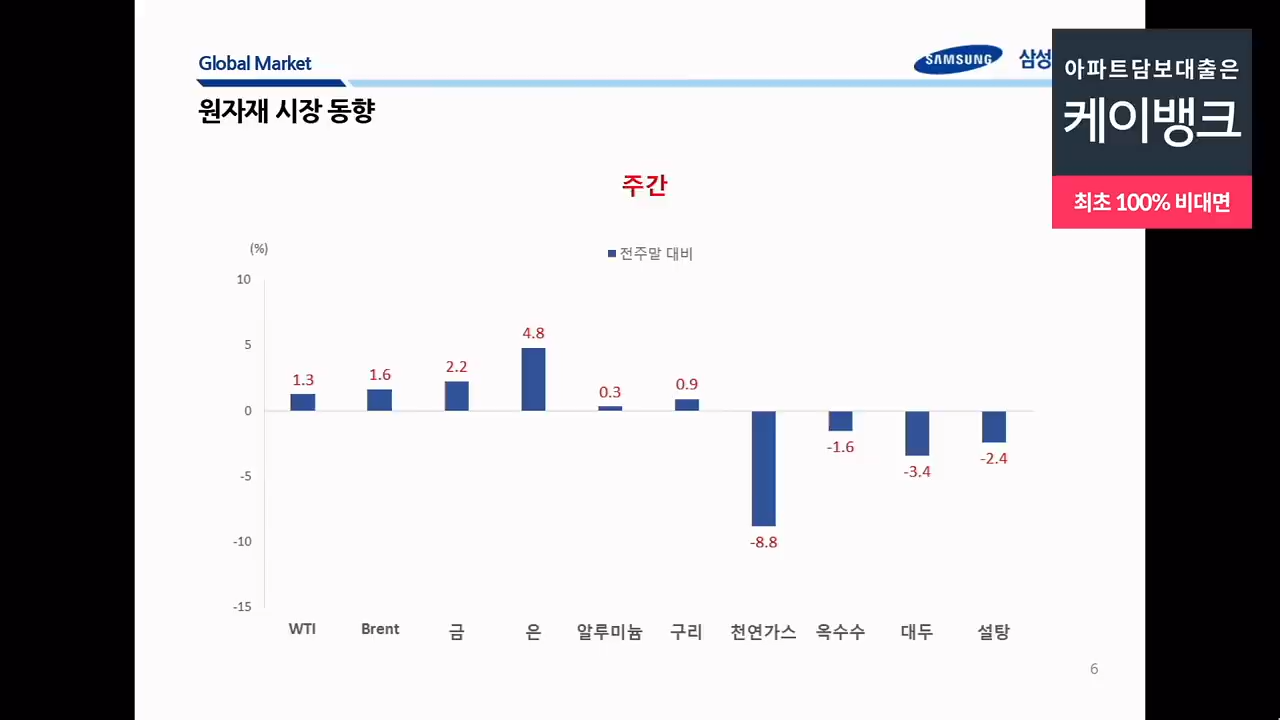 Global Market
SAMSUNG 삼성
원자재 시장 동향
아파트담보대출은
케이뱅크
최초 100% 비대면
주간
(%)
전주말 대비
10
5
0
-5
-10
-15
1.3
1.6
2.2
4.8
0.3
0.9
-8.8
-1.6
-3.4
-2.4
WTI Brent 금 은 알루미늄 구리 천연가스 옥수수 대두 설탕
6